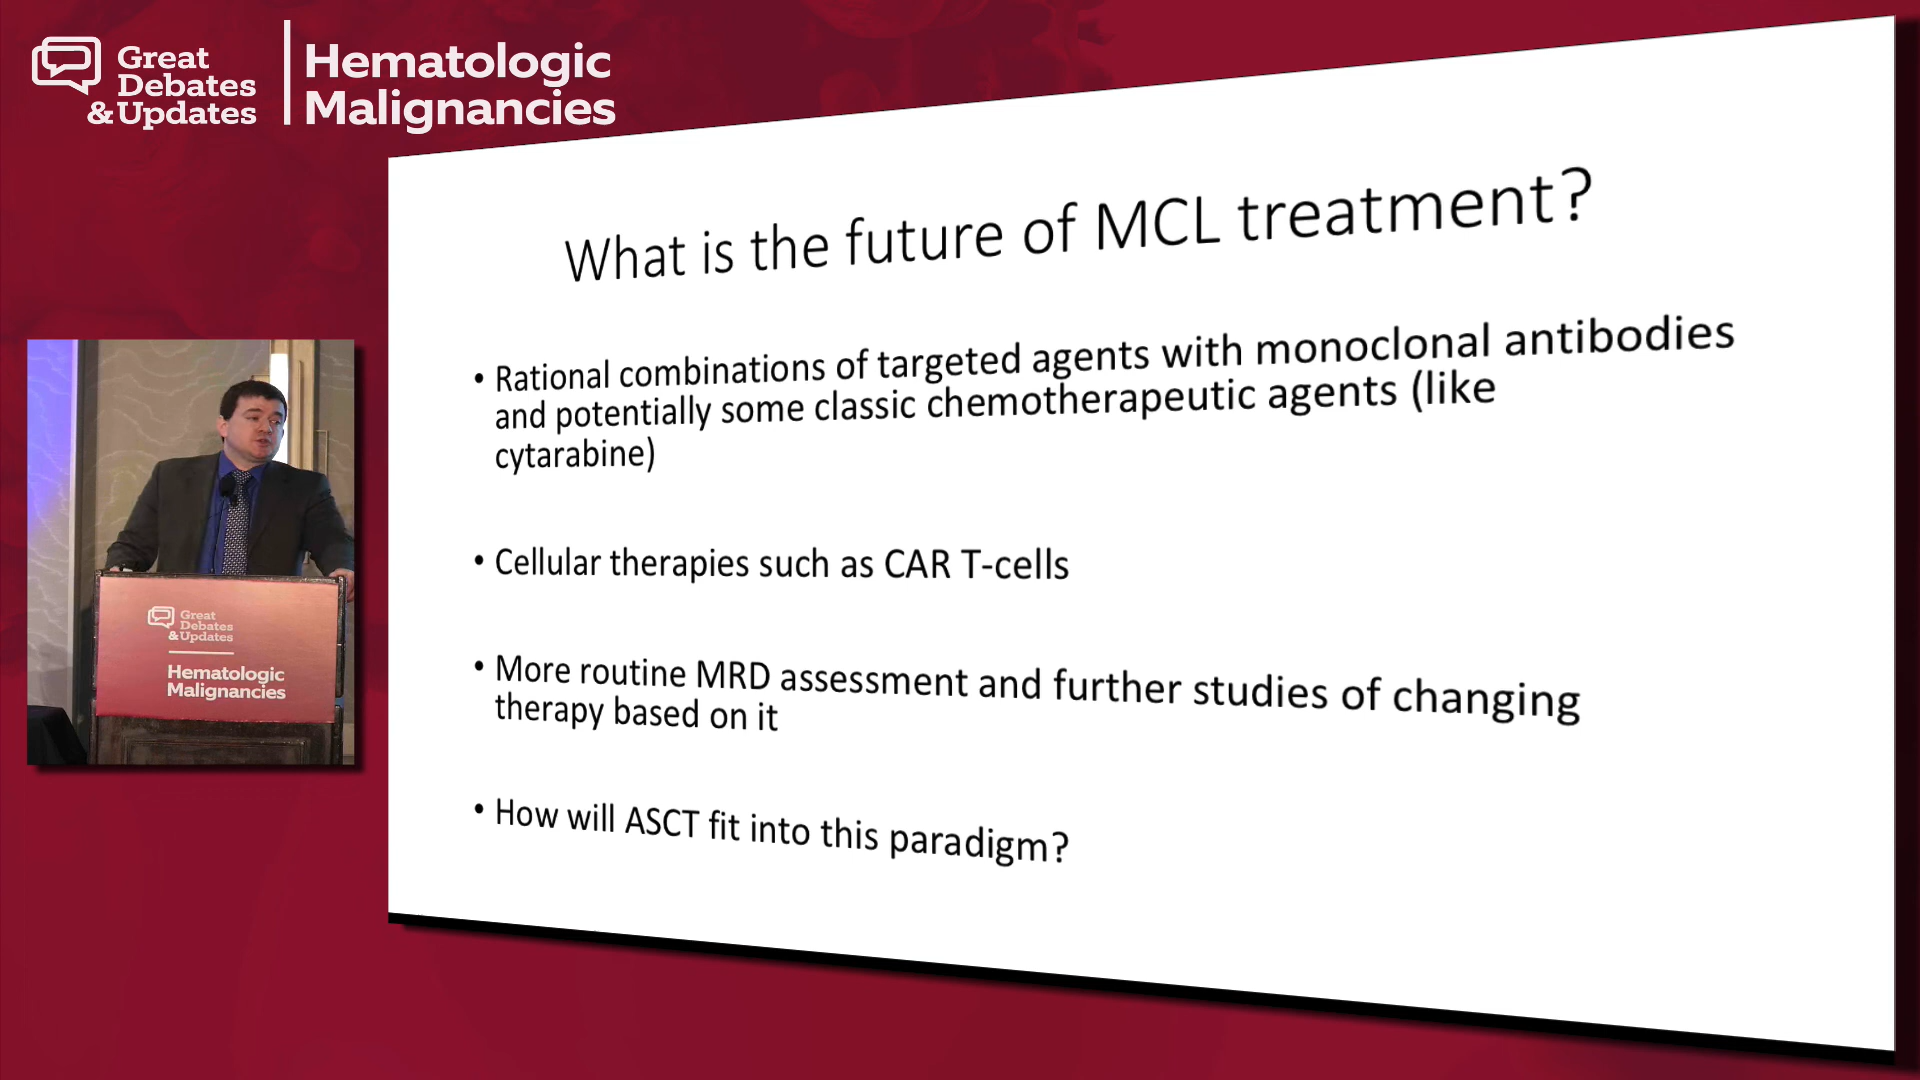 Great
Debates
& Updates
Hematologic
Malignancies
What is the future of MCL treatment?
• Rational combinations of targeted agents with monoclonal antibodies
and potentially some classic chemotherapeutic agents (like
cytarabine)
• Cellular therapies such as CAR T-cells
• More routine MRD assessment and further studies of changing
therapy based on it
• How will ASCT fit into this paradigm?
Great
Debates
& Updates
Hematologic
Malignancies